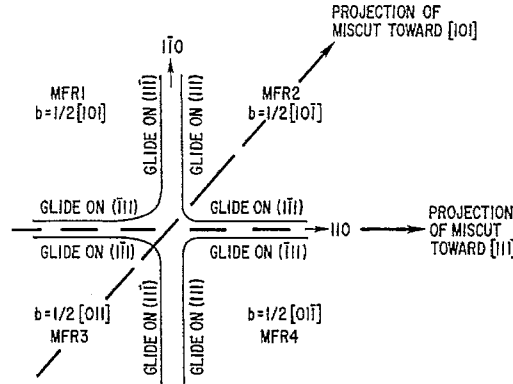 PROJECTION OF
MISCUT TOWARD [101]
11̄0
MFR1
b=1/2 [101]
GLIDE ON (111̄)
GLIDE ON (111)
MFR2
b=1/2 [101̄]
GLIDE ON (1̄11)
GLIDE ON (11̄1)
110
PROJECTION
OF MISCUT
TOWARD [111]
GLIDE ON (11̄1)
GLIDE ON (1̄11)
b=1/2 [011]
MFR3
GLIDE ON (111̄)
GLIDE ON (111)
b=1/2 [011̄]
MFR4